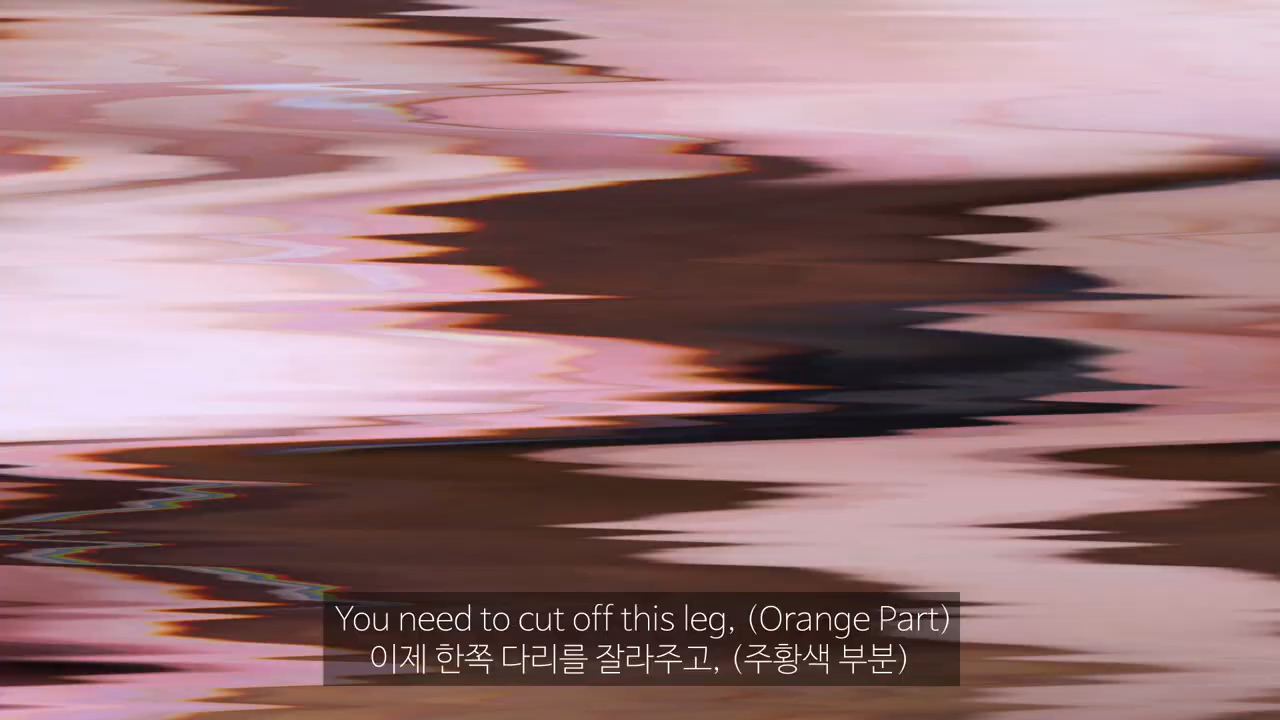 You need to cut off this leg, (Orange Part)
이제 한쪽 다리를 잘라주고, (주황색 부분)